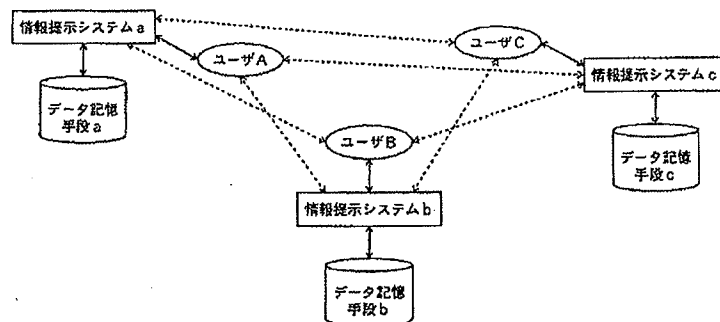 情報提示システムa
ユーザA
ユーザC
情報提示システムc
データ記憶
手段a
ユーザB
データ記憶
手段c
情報提示システムb
データ記憶
手段b